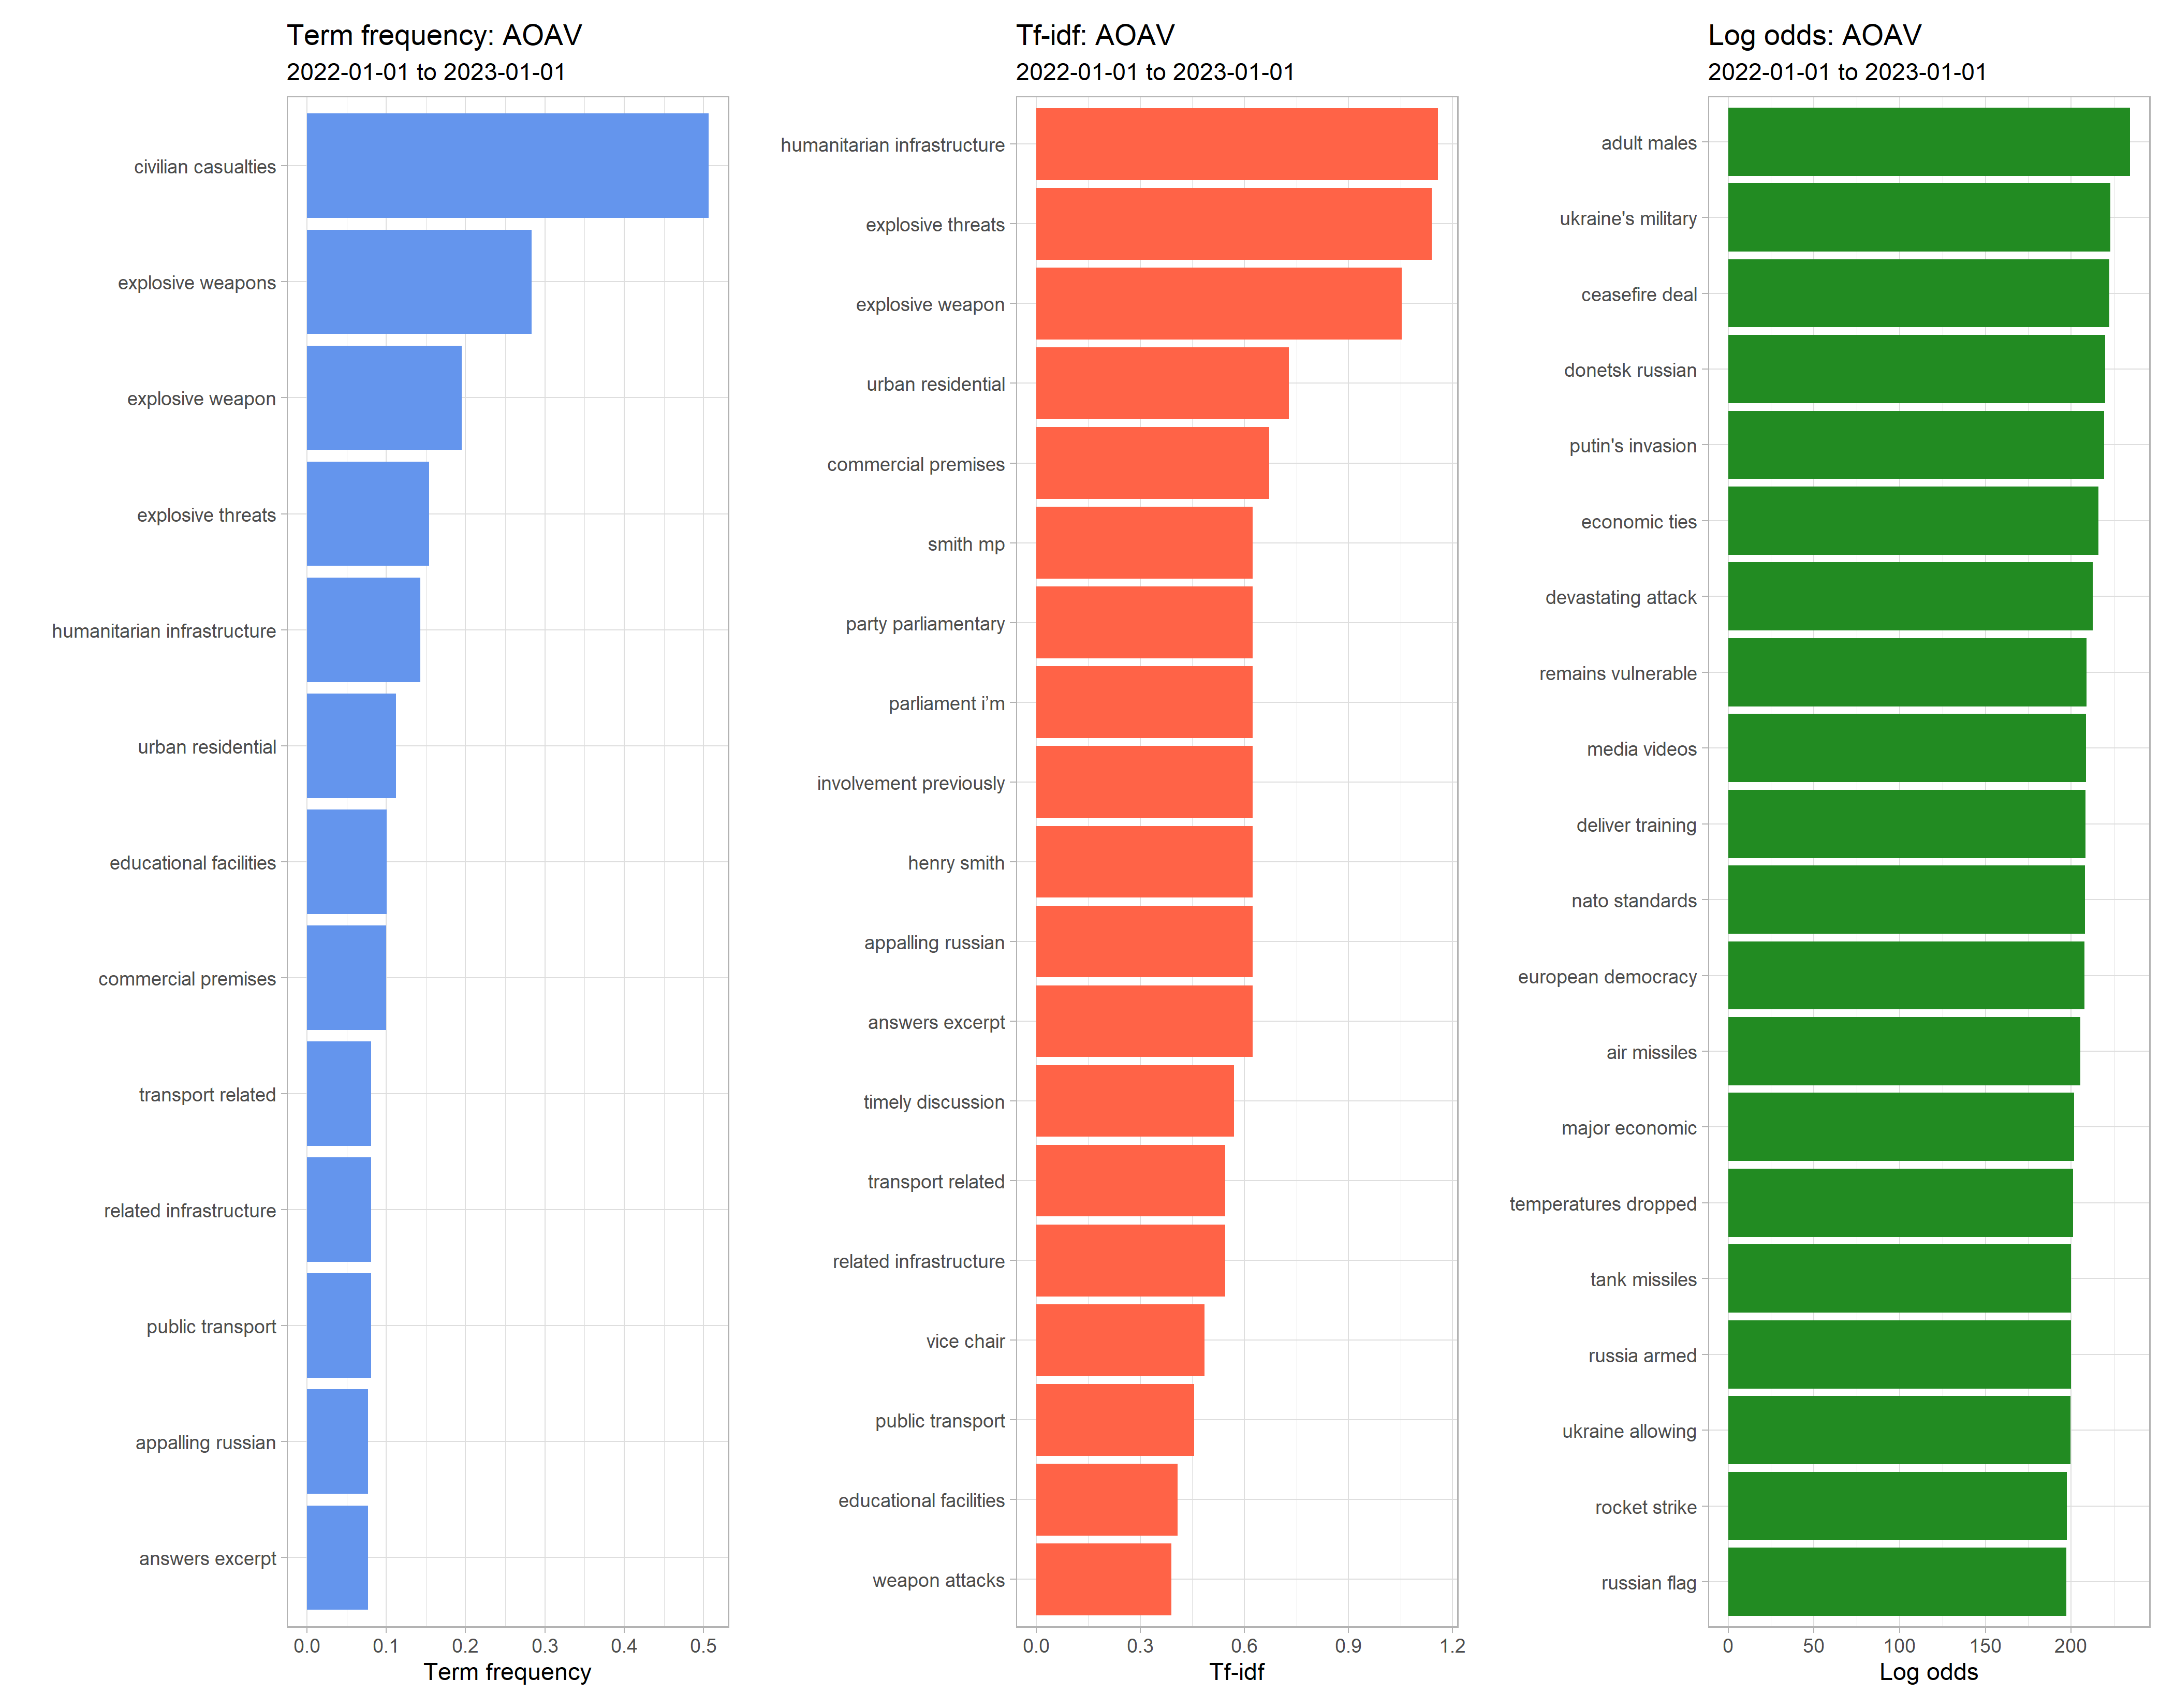 Term frequency: AOAV
2022-01-01 to 2023-01-01
civilian casualties
explosive weapons
explosive weapon
explosive threats
humanitarian infrastructure
urban residential
educational facilities
commercial premises
transport related
related infrastructure
public transport
appalling russian
answers excerpt
0.0 0.1 0.2 0.3 0.4 0.5
Term frequency
Tf-idf: AOAV
2022-01-01 to 2023-01-01
humanitarian infrastructure
explosive threats
explosive weapon
urban residential
commercial premises
smith mp
party parliamentary
parliament i’m
involvement previously
henry smith
appalling russian
answers excerpt
timely discussion
transport related
related infrastructure
vice chair
public transport
educational facilities
weapon attacks
0.0 0.3 0.6 0.9 1.2
Tf-idf
Log odds: AOAV
2022-01-01 to 2023-01-01
adult males
ukraine's military
ceasefire deal
donetsk russian
putin's invasion
economic ties
devastating attack
remains vulnerable
media videos
deliver training
nato standards
european democracy
air missiles
major economic
temperatures dropped
tank missiles
russia armed
ukraine allowing
rocket strike
russian flag
0 50 100 150 200
Log odds